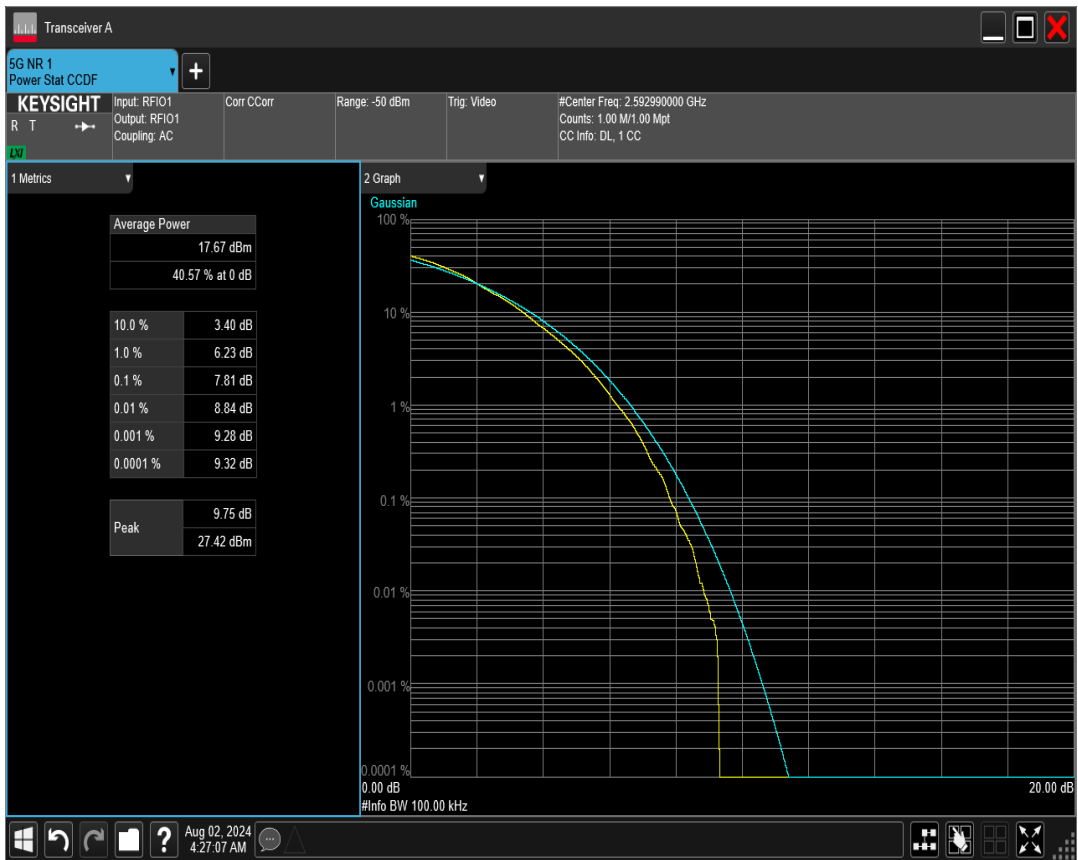 Transceiver A
5G NR 1
Power Stat CCDF
KEYSIGHT
R T
LXI
Input: RFIO1
Output: RFIO1
Coupling: AC
Corr CCorr
Range: -50 dBm
Trig: Video
#Center Freq: 2.592990000 GHz
Counts: 1.00 M/1.00 Mpt
CC Info: DL, 1 CC
1 Metrics
Average Power
17.67 dBm
40.57 % at 0 dB
10.0 % 3.40 dB
1.0 % 6.23 dB
0.1 % 7.81 dB
0.01 % 8.84 dB
0.001 % 9.28 dB
0.0001 % 9.32 dB
Peak
9.75 dB
27.42 dBm
2 Graph
Gaussian
100 %
10 %
1 %
0.1 %
0.01 %
0.001 %
0.0001 %
0.00 dB 20.00 dB
#Info BW 100.00 kHz
?
Aug 02, 2024
4:27:07 AM